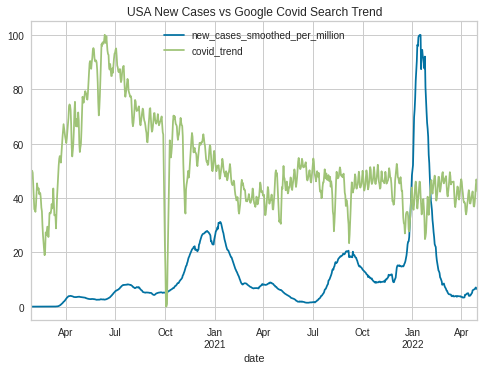 USA New Cases vs Google Covid Search Trend
new_cases_smoothed_per_million
covid_trend
100
80
60
40
20
0
Apr Jul Oct Jan Apr Jul Oct Jan Apr
2021 2022
date